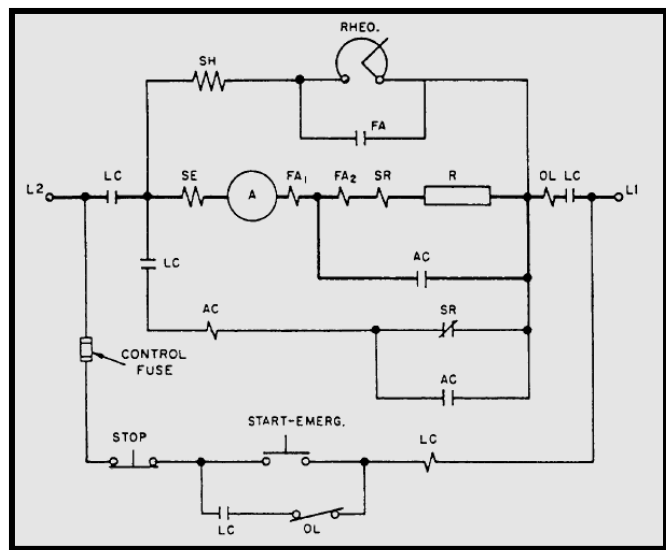 RHEO.
SH
FA
L2
LC
SE
A
FA1
FA2
SR
R
OL
LC
L1
LC
AC
AC
SR
AC
CONTROL
FUSE
STOP
START-EMERG.
LC
LC
OL